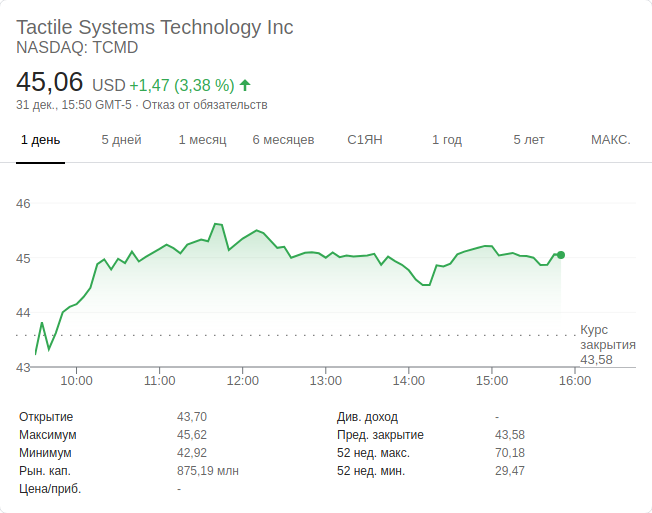 Tactile Systems Technology Inc
NASDAQ: TCMD
45,06 USD +1,47 (3,38 %)
31 дек., 15:50 GMT-5 · Отказ от обязательств
1 день 5 дней 1 месяц 6 месяцев С1ЯН 1 год 5 лет МАКС.
46
45
44
43
Курс
закрытия
43,58
10:00 11:00 12:00 13:00 14:00 15:00 16:00
Открытие 43,70 Див. доход -
Максимум 45,62 Пред. закрытие 43,58
Минимум 42,92 52 нед. макс. 70,18
Рын. кап. 875,19 млн 52 нед. мин. 29,47
Цена/приб. -